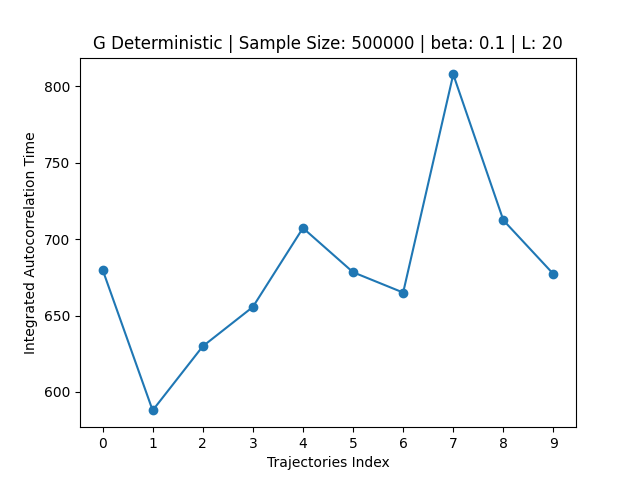 G Deterministic | Sample Size: 500000 | beta: 0.1 | L: 20
Integrated Autocorrelation Time
800
750
700
650
600
0 1 2 3 4 5 6 7 8 9
Trajectories Index